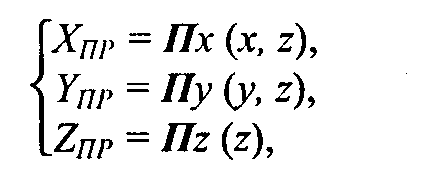 X_ПР = Пx (x, z),
Y_ПР = Пy (y, z),
Z_ПР = Пz (z),